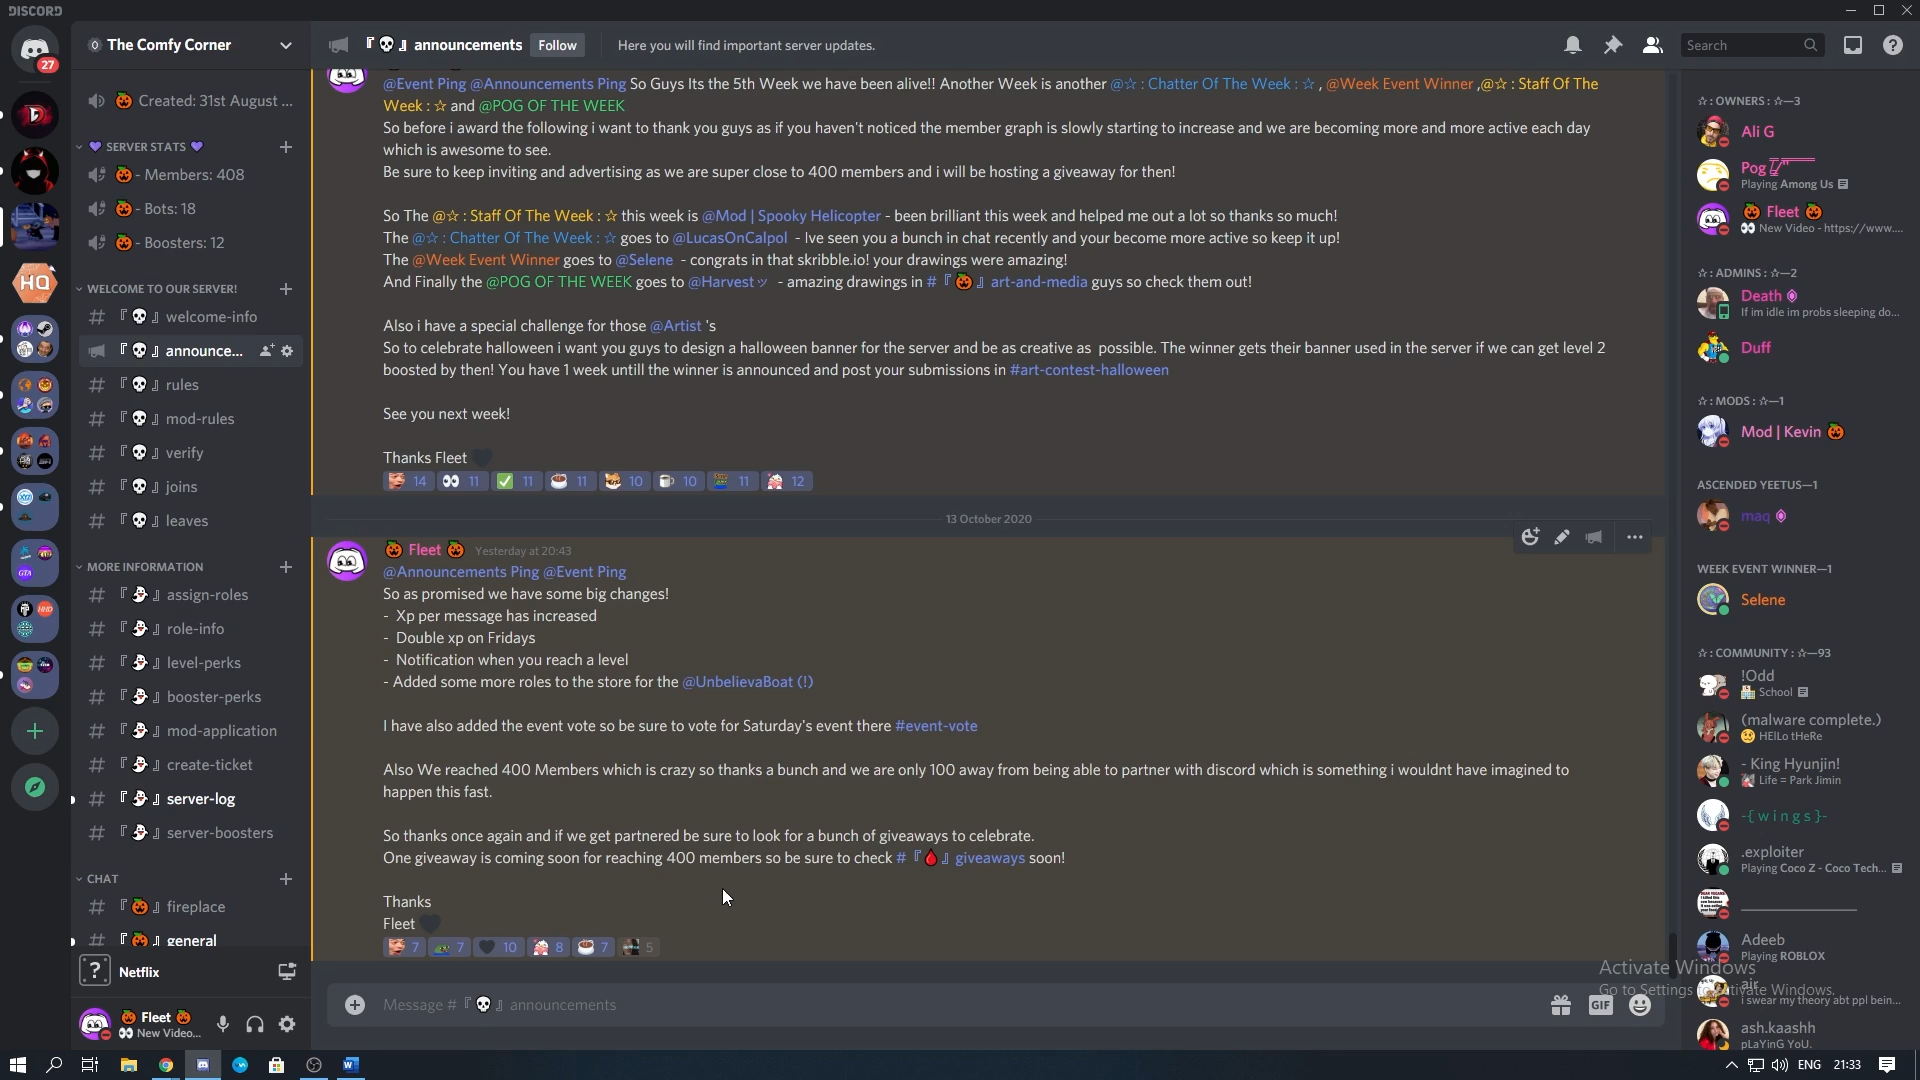 DISCORD
The Comfy Corner
『💀』announcements
Follow
Here you will find important server updates.
Search
27
Created: 31st August ...
SERVER STATS
- Members: 408
- Bots: 18
- Boosters: 12
WELCOME TO OUR SERVER!
『💀』welcome-info
『💀』announce...
『💀』rules
『💀』mod-rules
『💀』verify
『💀』joins
『💀』leaves
MORE INFORMATION
『👻』assign-roles
『👻』role-info
『👻』level-perks
『👻』booster-perks
『👻』mod-application
『👻』create-ticket
『👻』server-log
『👻』server-boosters
CHAT
『🎃』fireplace
『🎃』general
Netflix
Fleet
New Video...
HQ
GTA
@Event Ping @Announcements Ping So Guys Its the 5th Week we have been alive!! Another Week is another @☆ : Chatter Of The Week : ☆ , @Week Event Winner ,@☆ : Staff Of The
Week : ☆ and @POG OF THE WEEK
So before i award the following i want to thank you guys as if you haven't noticed the member graph is slowly starting to increase and we are becoming more and more active each day
which is awesome to see.
Be sure to keep inviting and advertising as we are super close to 400 members and i will be hosting a giveaway for then!
So The @☆ : Staff Of The Week : ☆ this week is @Mod | Spooky Helicopter - been brilliant this week and helped me out a lot so thanks so much!
The @☆ : Chatter Of The Week : ☆ goes to @LucasOnCalpol - Ive seen you a bunch in chat recently and your become more active so keep it up!
The @Week Event Winner goes to @Selene - congrats in that skribble.io! your drawings were amazing!
And Finally the @POG OF THE WEEK goes to @Harvestッ - amazing drawings in #『🎃』art-and-media guys so check them out!
Also i have a special challenge for those @Artist 's
So to celebrate halloween i want you guys to design a halloween banner for the server and be as creative as possible. The winner gets their banner used in the server if we can get level 2
boosted by then! You have 1 week untill the winner is announced and post your submissions in #art-contest-halloween
See you next week!
Thanks Fleet
14 11 11 11 10 10 11 12
13 October 2020
Fleet Yesterday at 20:43
@Announcements Ping @Event Ping
So as promised we have some big changes!
- Xp per message has increased
- Double xp on Fridays
- Notification when you reach a level
- Added some more roles to the store for the @UnbelievaBoat (!)
I have also added the event vote so be sure to vote for Saturday's event there #event-vote
Also We reached 400 Members which is crazy so thanks a bunch and we are only 100 away from being able to partner with discord which is something i wouldnt have imagined to
happen this fast.
So thanks once again and if we get partnered be sure to look for a bunch of giveaways to celebrate.
One giveaway is coming soon for reaching 400 members so be sure to check #『🩸』giveaways soon!
Thanks
Fleet
7 7 10 8 7 5
Message #『💀』announcements
GIF
☆ : OWNERS : ☆—3
Ali G
Pog
Playing Among Us
Fleet
New Video - https://www....
☆ : ADMINS : ☆—2
Death
If im idle im probs sleeping do...
Duff
☆ : MODS : ☆—1
Mod | Kevin
ASCENDED YEETUS—1
maq
WEEK EVENT WINNER—1
Selene
☆ : COMMUNITY : ☆—93
!Odd
School
(malware complete.)
HElLo tHeRe
- King Hyunjin!
Life = Park Jimin
-{ w i n g s }-
.exploiter
Playing Coco Z - Coco Tech...
Adeeb
Playing ROBLOX
air
i swear my theory abt ppl bein...
ash.kaashh
pLaYinG YoU.
Activate Windows
Go to Settings to activate Windows.
ENG 21:33